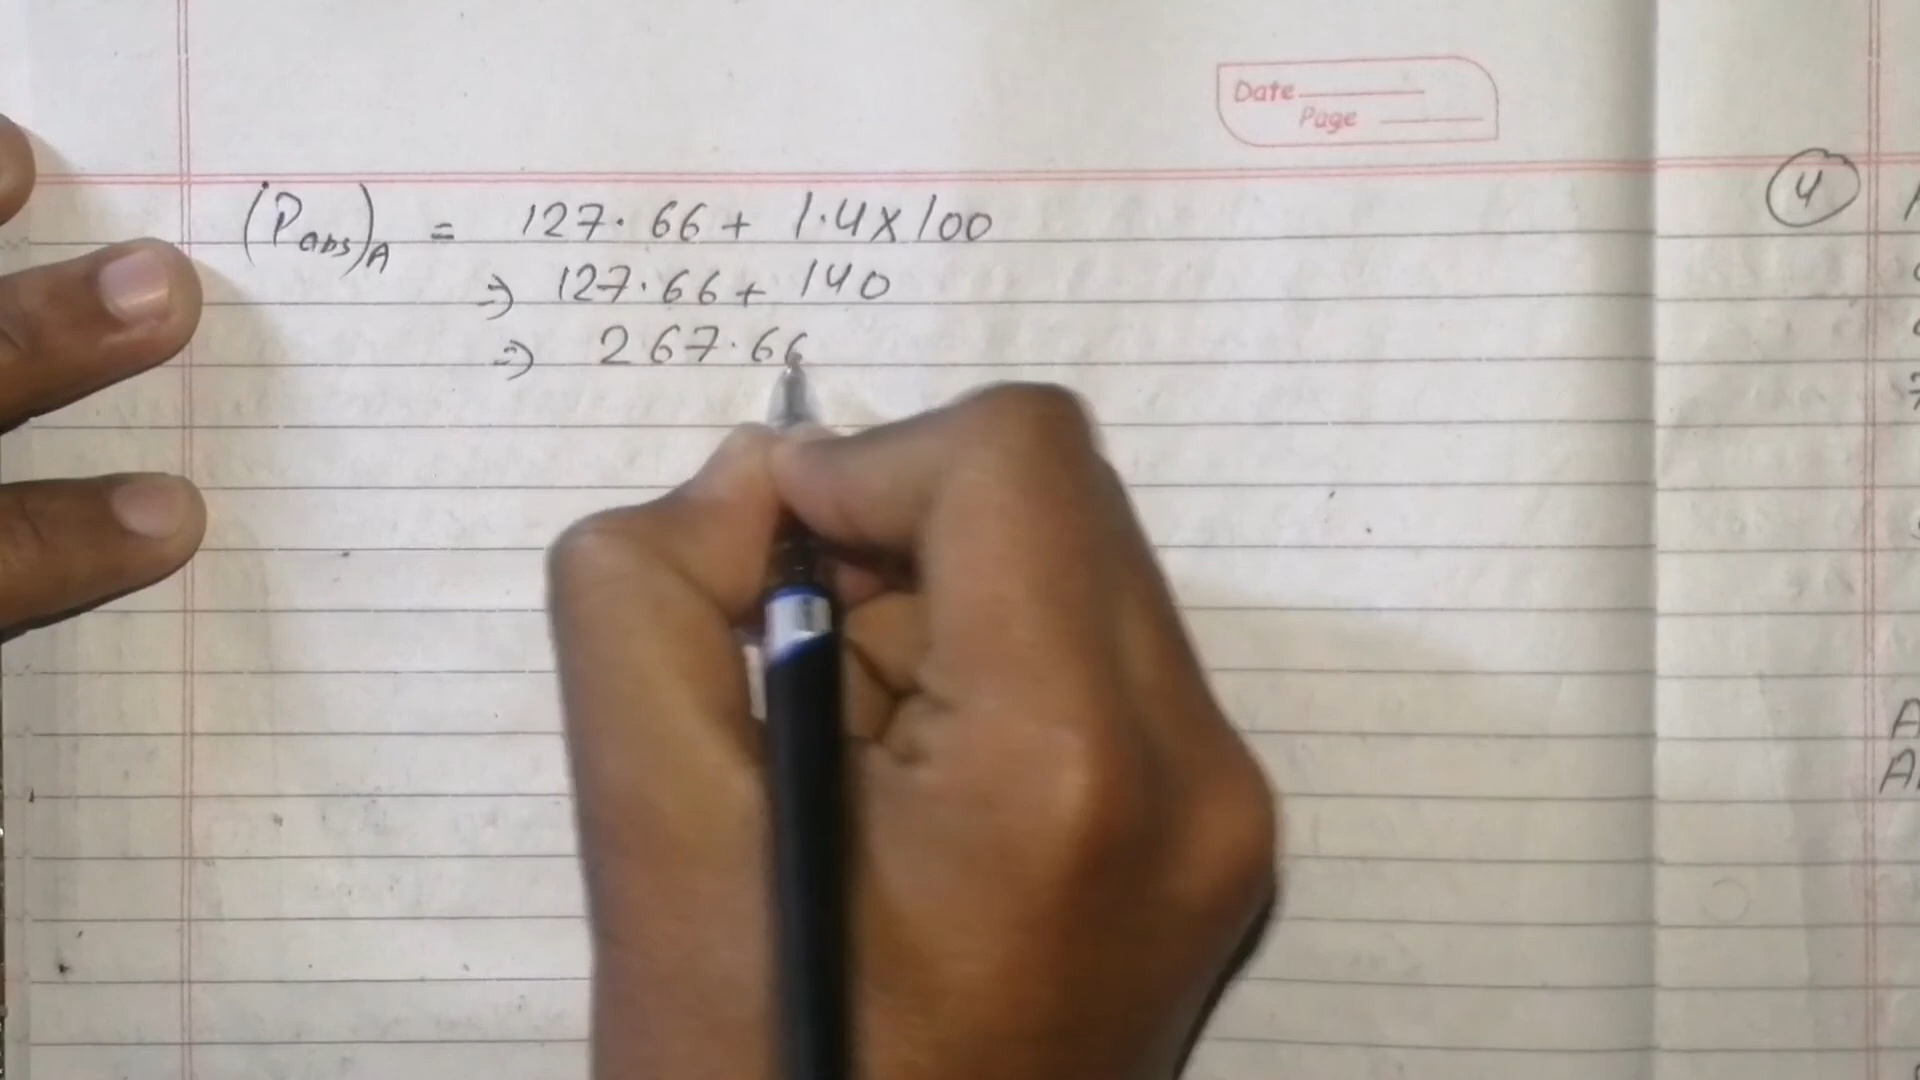 Date
Page
(Pabs)A = 127.66 + 1.4 × 100
⇒ 127.66 + 140
⇒ 267.66
4